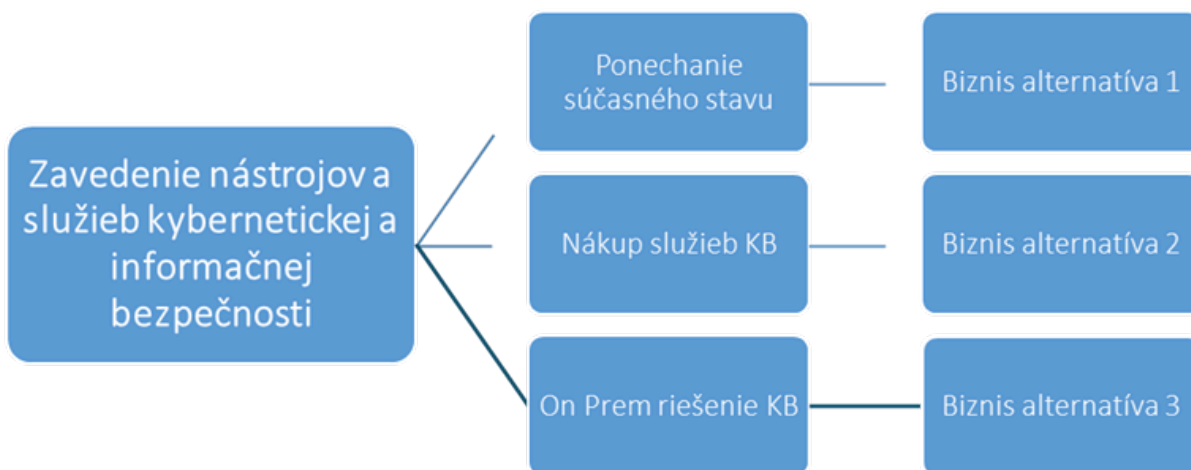 Zavedenie nástrojov a
služieb kybernetickej a
informačnej
bezpečnosti
Ponechanie
súčasného stavu
Biznis alternatíva 1
Nákup služieb KB
Biznis alternatíva 2
On Prem riešenie KB
Biznis alternatíva 3